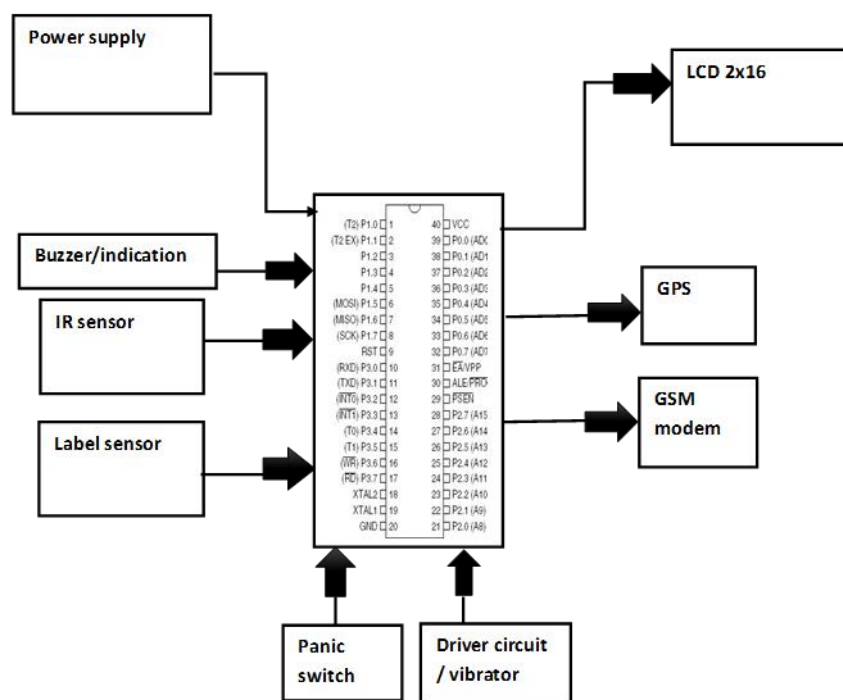 Power supply
LCD 2x16
Buzzer/indication
IR sensor
Label sensor
GPS
GSM
modem
Panic
switch
Driver circuit
/ vibrator
(T2) P1.0 1
(T2 EX) P1.1 2
P1.2 3
P1.3 4
P1.4 5
(MOSI) P1.5 6
(MISO) P1.6 7
(SCK) P1.7 8
RST 9
(RXD) P3.0 10
(TXD) P3.1 11
(INT0) P3.2 12
(INT1) P3.3 13
(T0) P3.4 14
(T1) P3.5 15
(WR) P3.6 16
(RD) P3.7 17
XTAL2 18
XTAL1 19
GND 20
40 VCC
39 P0.0 (AD0
38 P0.1 (AD1
37 P0.2 (AD2
36 P0.3 (AD3
35 P0.4 (AD4
34 P0.5 (AD5
33 P0.6 (AD6
32 P0.7 (AD7
31 EA/VPP
30 ALE/PRO
29 PSEN
28 P2.7 (A15
27 P2.6 (A14
26 P2.5 (A13
25 P2.4 (A12
24 P2.3 (A11
23 P2.2 (A10
22 P2.1 (A9)
21 P2.0 (A8)